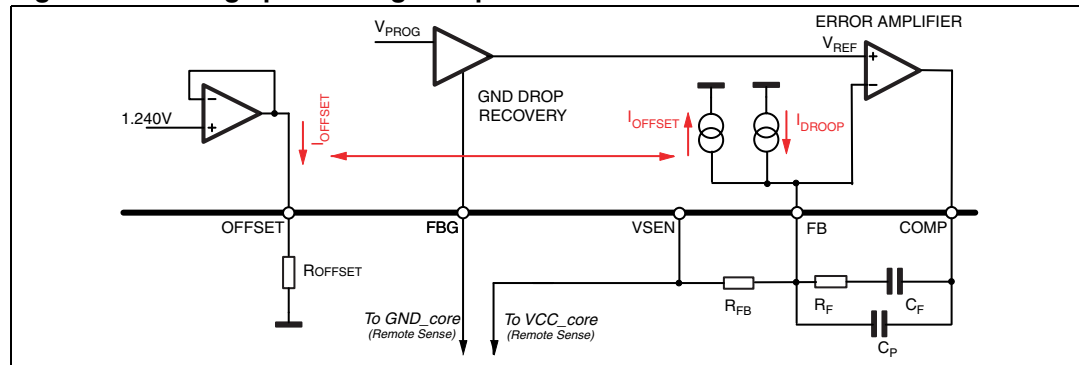 ERROR AMPLIFIER
VPROG
VREF
GND DROP
RECOVERY
1.240V
IOFFSET
IOFFSET
IDROOP
OFFSET
FBG
VSEN
FB
COMP
ROFFSET
RFB
RF
CF
CP
To GND_core
(Remote Sense)
To VCC_core
(Remote Sense)